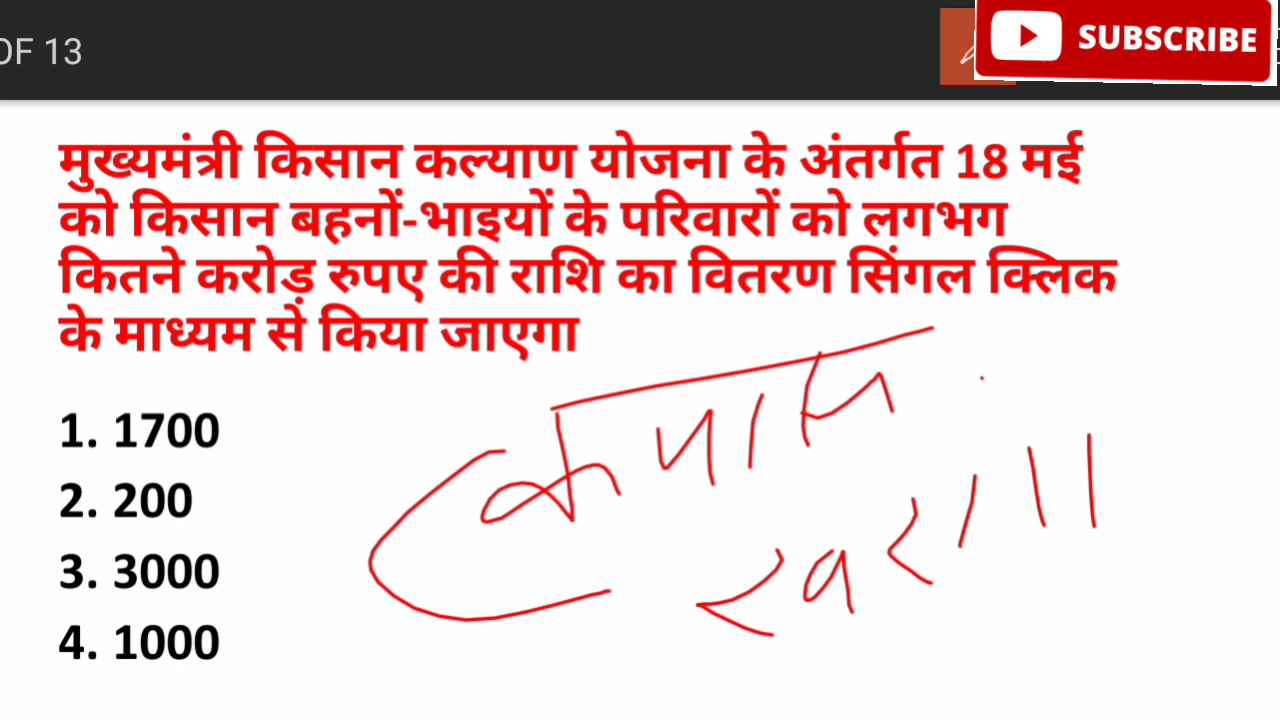 OF 13
SUBSCRIBE
मुख्यमंत्री किसान कल्याण योजना के अंतर्गत 18 मई
को किसान बहनों-भाइयों के परिवारों को लगभग
कितने करोड़ रुपए की राशि का वितरण सिंगल क्लिक
के माध्यम से किया जाएगा
1. 1700
2. 200
3. 3000
4. 1000